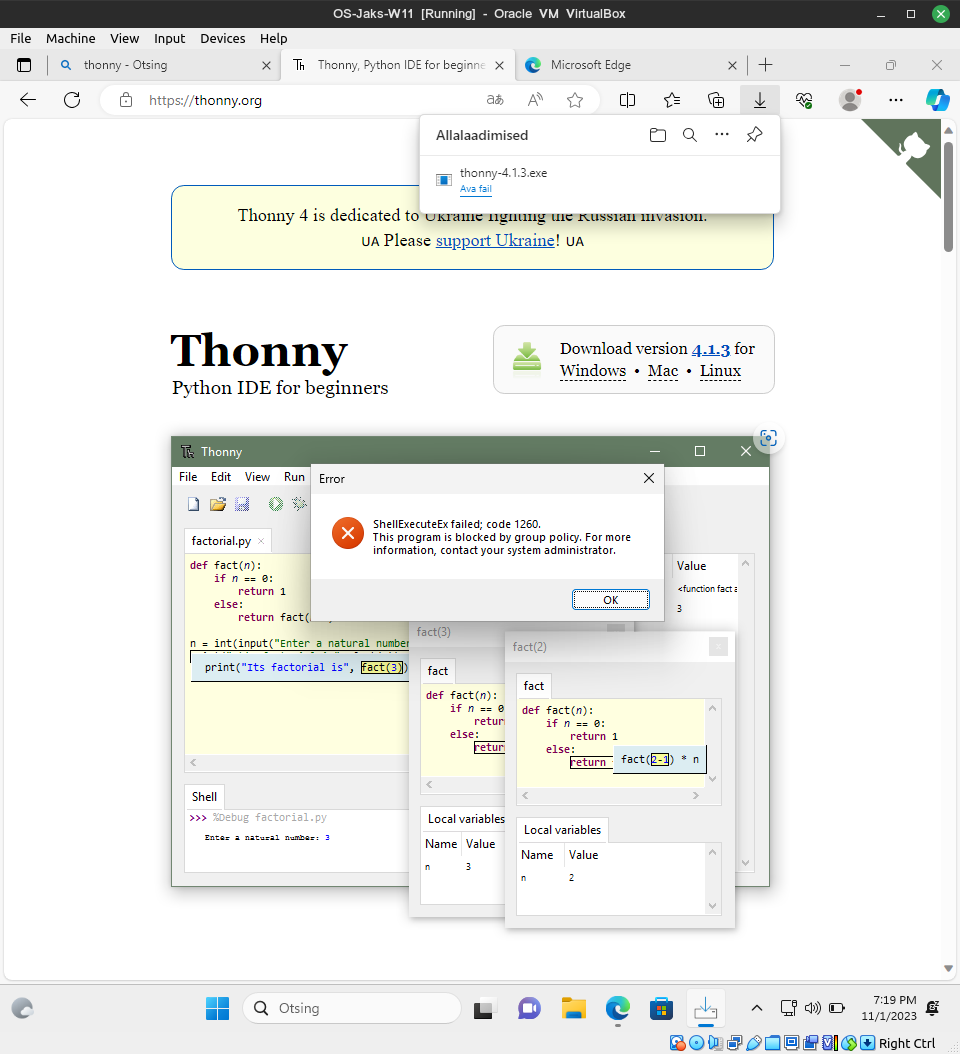 OS-Jaks-W11 [Running] - Oracle VM VirtualBox
File Machine View Input Devices Help
thonny - Otsing
Th Thonny, Python IDE for beginne
Microsoft Edge
https://thonny.org
Allalaadimised
thonny-4.1.3.exe
Ava fail
Thonny 4 is dedicated to Ukraine fighting the Russian invasion.
UA Please support Ukraine! UA
Thonny
Python IDE for beginners
Download version 4.1.3 for
Windows • Mac • Linux
Thonny
File Edit View Run
Error
ShellExecuteEx failed; code 1260.
This program is blocked by group policy. For more
information, contact your system administrator.
OK
factorial.py
def fact(n):
if n == 0:
return 1
else:
return fact(
n = int(input("Enter a natural number
print("Its factorial is", fact(3))
Value
<function fact a
3
Shell
>>> %Debug factorial.py
Enter a natural number: 3
fact(3)
fact
def fact(n):
if n == 0
return
else:
retur
Local variables
Name Value
n 3
fact(2)
fact
def fact(n):
if n == 0:
return 1
else:
return
fact(2-1) * n
Local variables
Name Value
n 2
Otsing
7:19 PM
11/1/2023
Right Ctrl